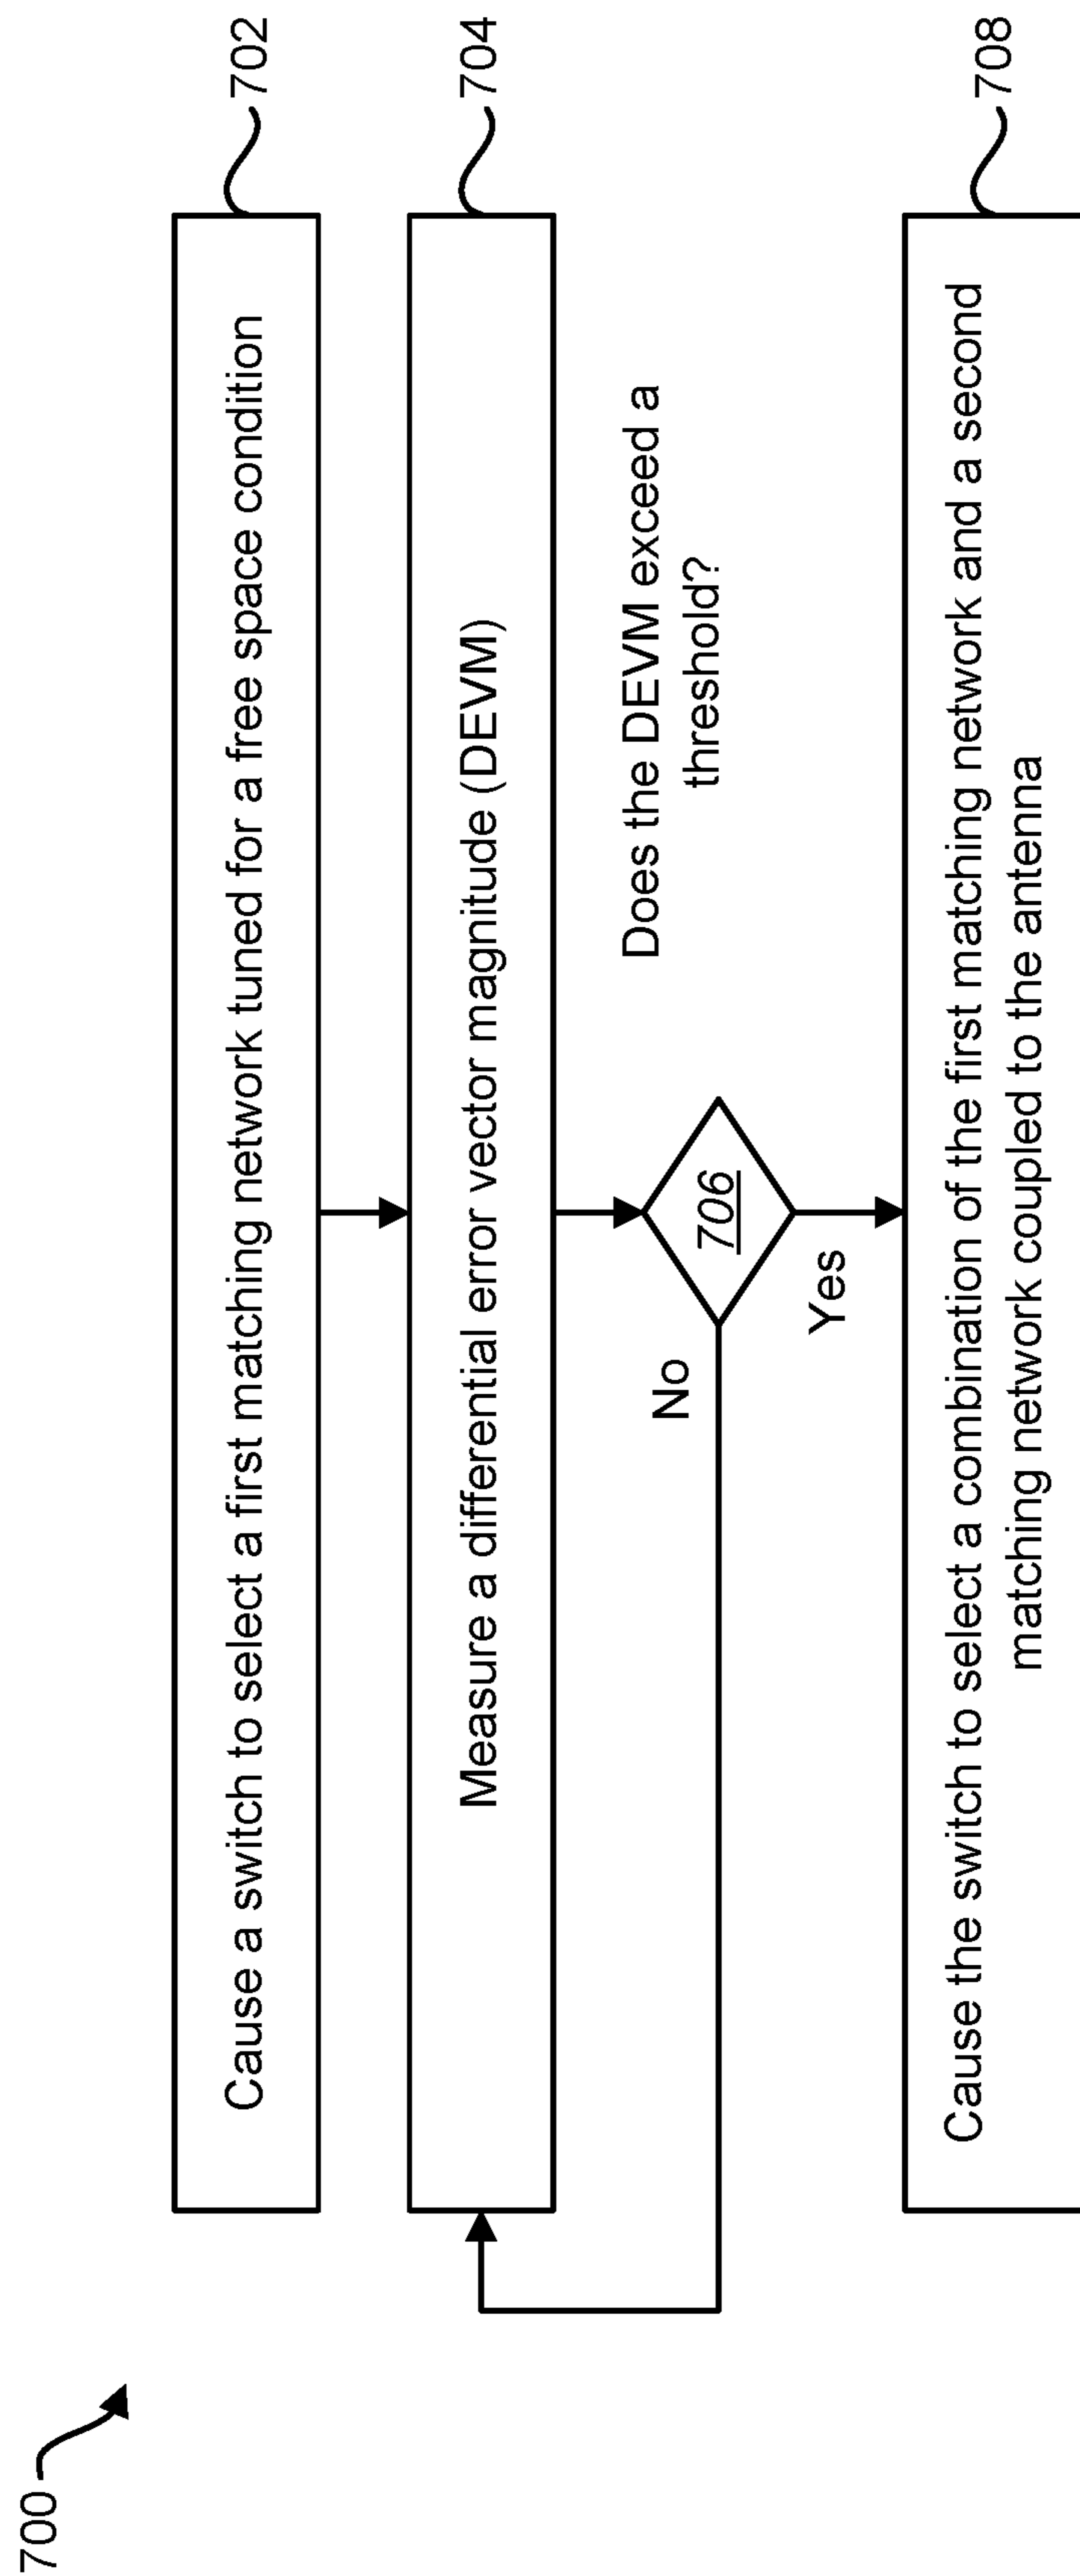 700
Cause a switch to select a first matching network tuned for a free space condition
702
Measure a differential error vector magnitude (DEVM)
704
Does the DEVM exceed a
threshold?
706
No
Yes
Cause the switch to select a combination of the first matching network and a second
matching network coupled to the antenna
708